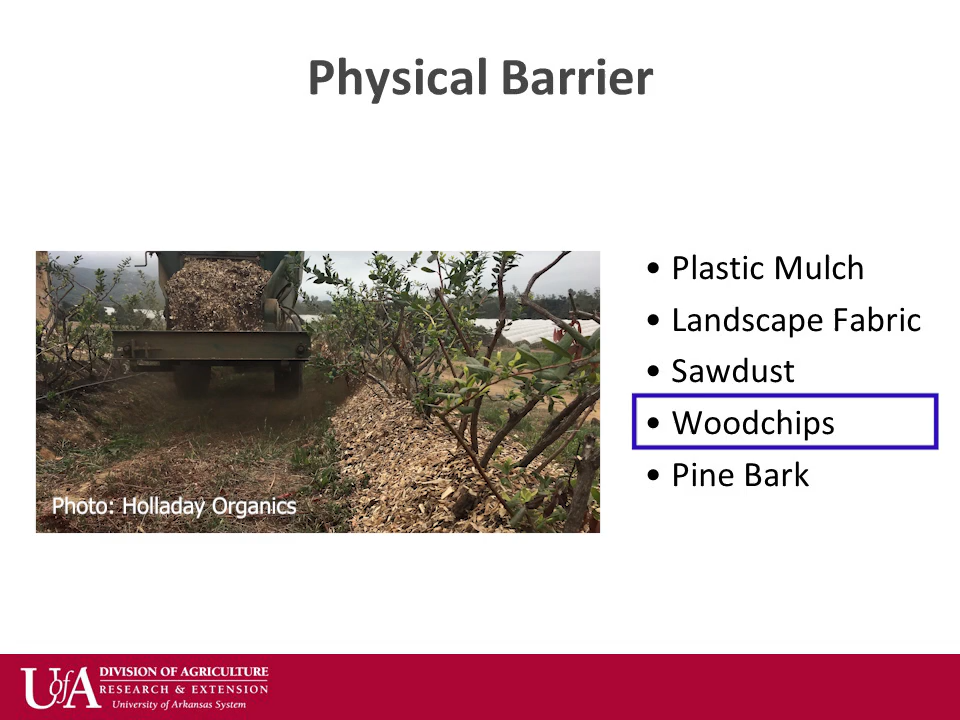 Physical Barrier
• Plastic Mulch
• Landscape Fabric
• Sawdust
• Woodchips
• Pine Bark
Photo: Holladay Organics
UofA
DIVISION OF AGRICULTURE
RESEARCH & EXTENSION
University of Arkansas System